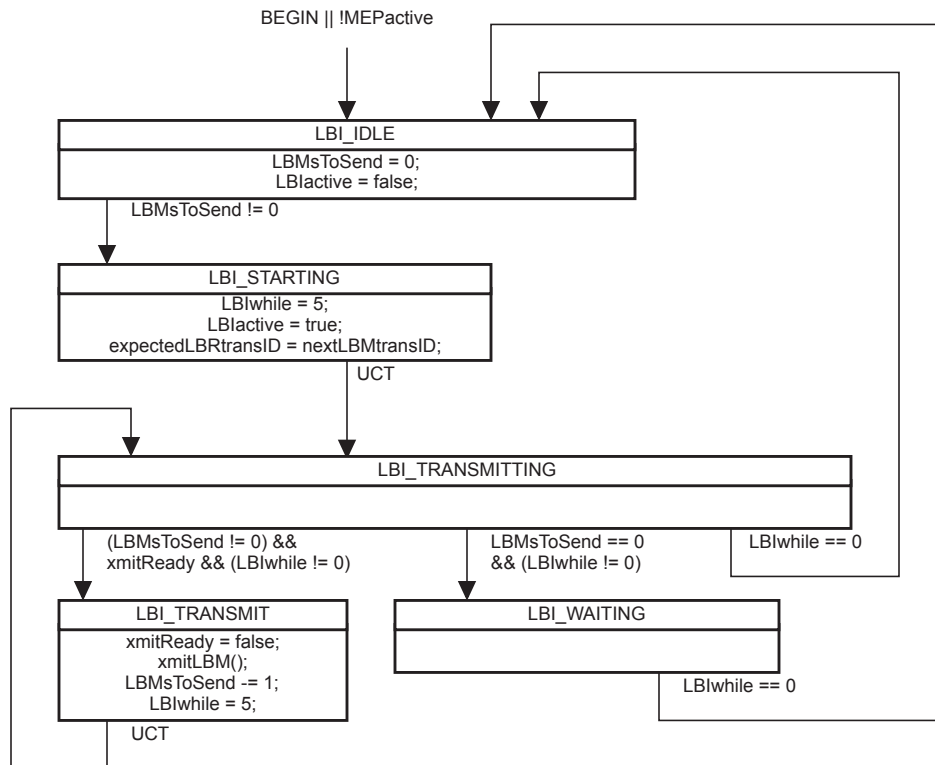 BEGIN || !MEPactive
LBI_IDLE
LBMsToSend = 0;
LBIactive = false;
LBMsToSend != 0
LBI_STARTING
LBIwhile = 5;
LBIactive = true;
expectedLBRtransID = nextLBMtransID;
UCT
LBI_TRANSMITTING
(LBMsToSend != 0) &&
xmitReady && (LBIwhile != 0)
LBMsToSend == 0
&& (LBIwhile != 0)
LBIwhile == 0
LBI_TRANSMIT
xmitReady = false;
xmitLBM();
LBMsToSend -= 1;
LBIwhile = 5;
UCT
LBI_WAITING
LBIwhile == 0